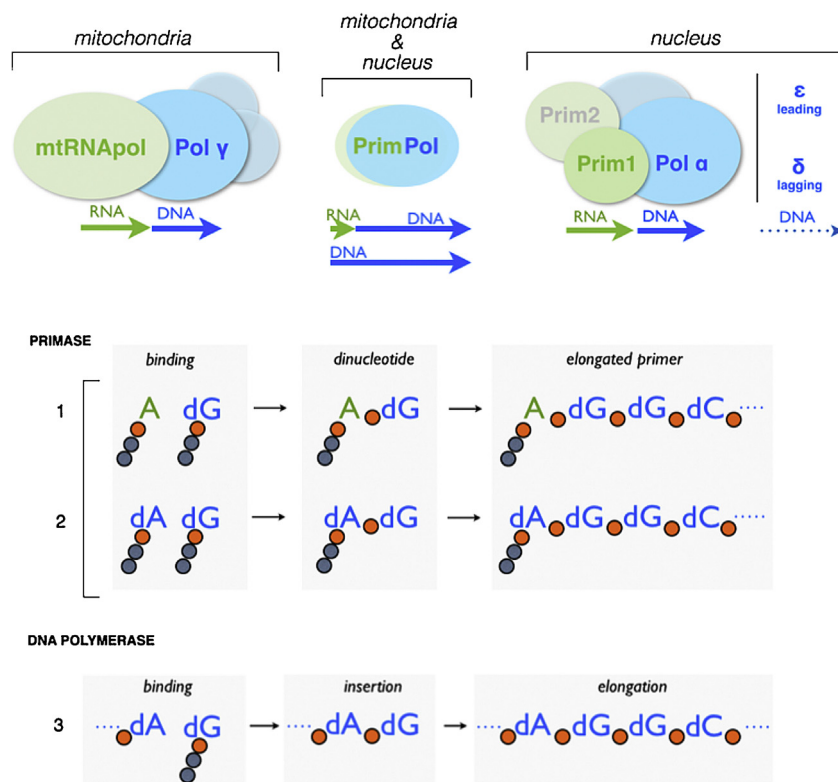 mitochondria
mitochondria
&
nucleus
nucleus
mtRNApol
Pol γ
PrimPol
Prim2
Prim1
Pol α
ε
leading
δ
lagging
RNA
DNA
RNA
DNA
DNA
RNA
DNA
DNA
PRIMASE
binding
dinucleotide
elongated primer
1
A dG
A dG
A dG dG dC ....
2
dA dG
dA dG
dA dG dG dC .....
DNA POLYMERASE
binding
insertion
elongation
3
.... dA dG
.... dA dG
.... dA dG dG dC ....